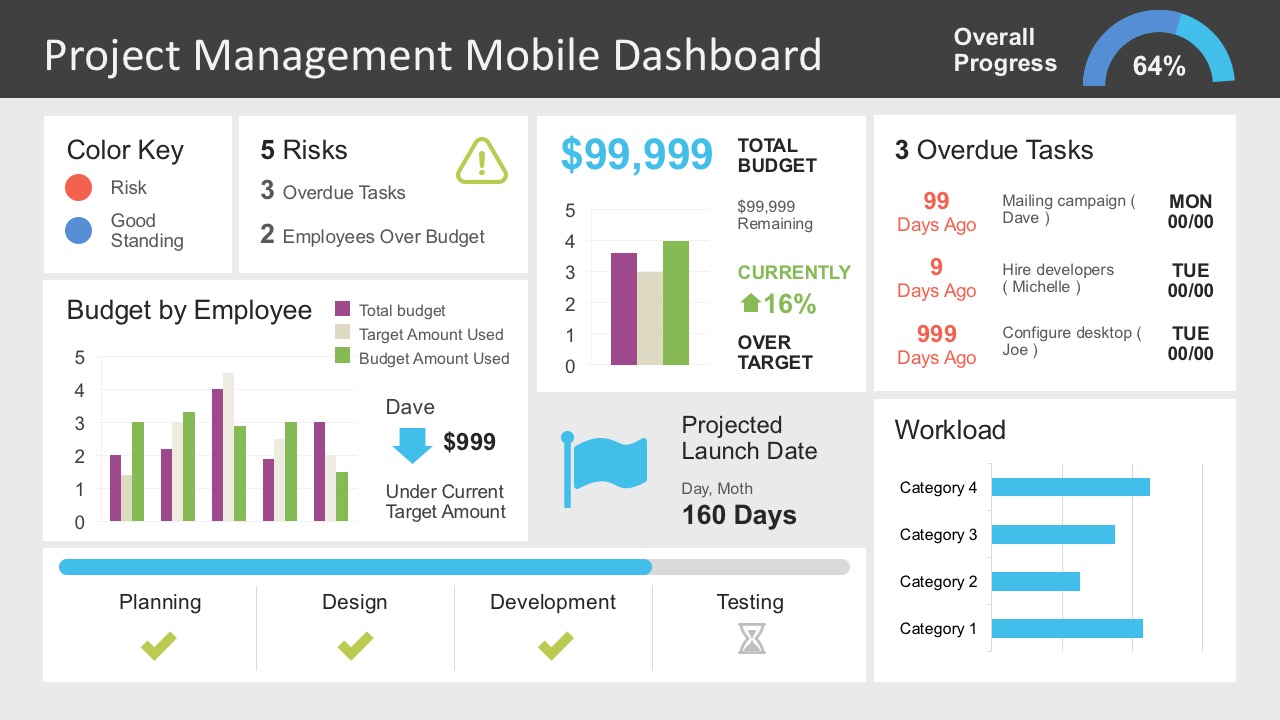 Project Management Mobile Dashboard
Overall
Progress
64%
Color Key
Risk
Good
Standing
5 Risks
3 Overdue Tasks
2 Employees Over Budget
$99,999
TOTAL
BUDGET
$99,999
Remaining
CURRENTLY
16%
OVER
TARGET
5
4
3
2
1
0
3 Overdue Tasks
99
Days Ago
Mailing campaign (
Dave )
MON
00/00
9
Days Ago
Hire developers
( Michelle )
TUE
00/00
999
Days Ago
Configure desktop (
Joe )
TUE
00/00
Budget by Employee
Total budget
Target Amount Used
Budget Amount Used
5
4
3
2
1
0
Dave
$999
Under Current
Target Amount
Projected
Launch Date
Day, Moth
160 Days
Workload
Category 4
Category 3
Category 2
Category 1
Planning
Design
Development
Testing